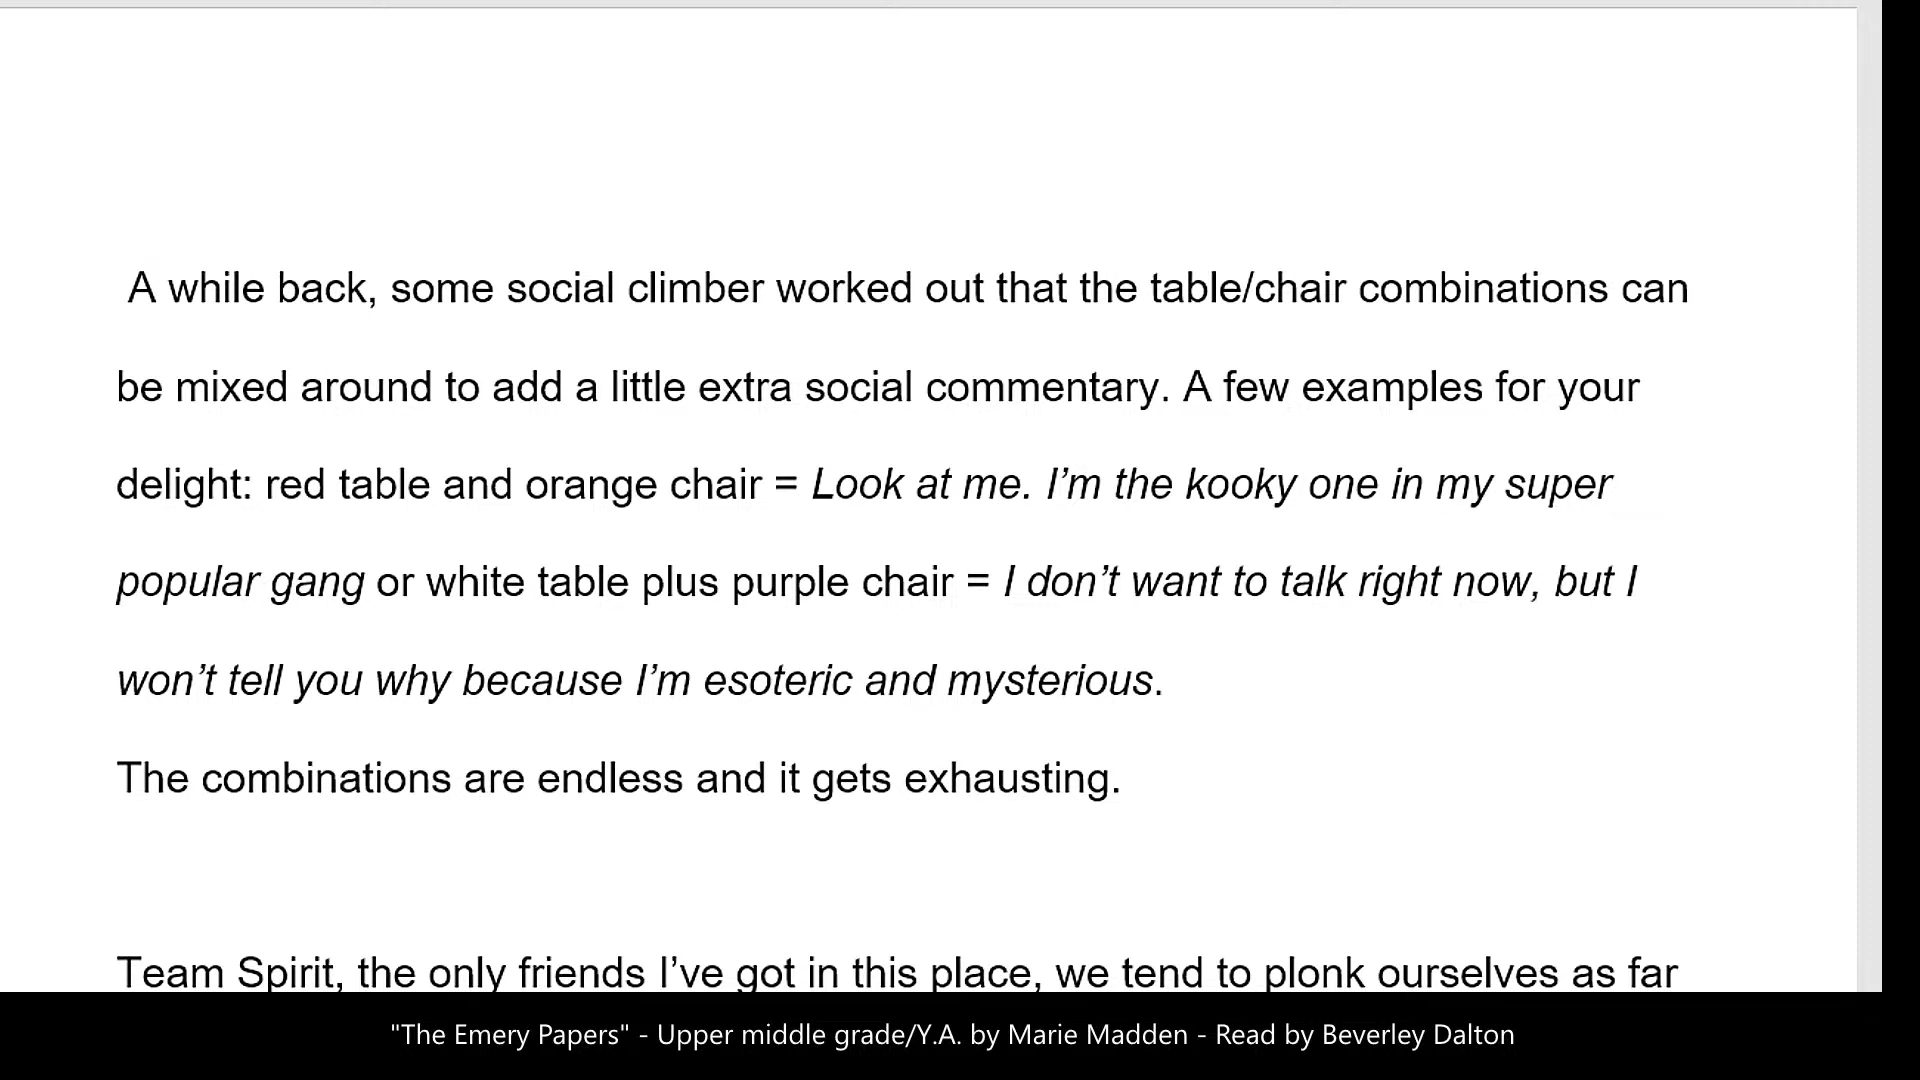 A while back, some social climber worked out that the table/chair combinations can
be mixed around to add a little extra social commentary. A few examples for your
delight: red table and orange chair = Look at me. I’m the kooky one in my super
popular gang or white table plus purple chair = I don’t want to talk right now, but I
won’t tell you why because I’m esoteric and mysterious.
The combinations are endless and it gets exhausting.
Team Spirit, the only friends I’ve got in this place, we tend to plonk ourselves as far
"The Emery Papers" - Upper middle grade/Y.A. by Marie Madden - Read by Beverley Dalton